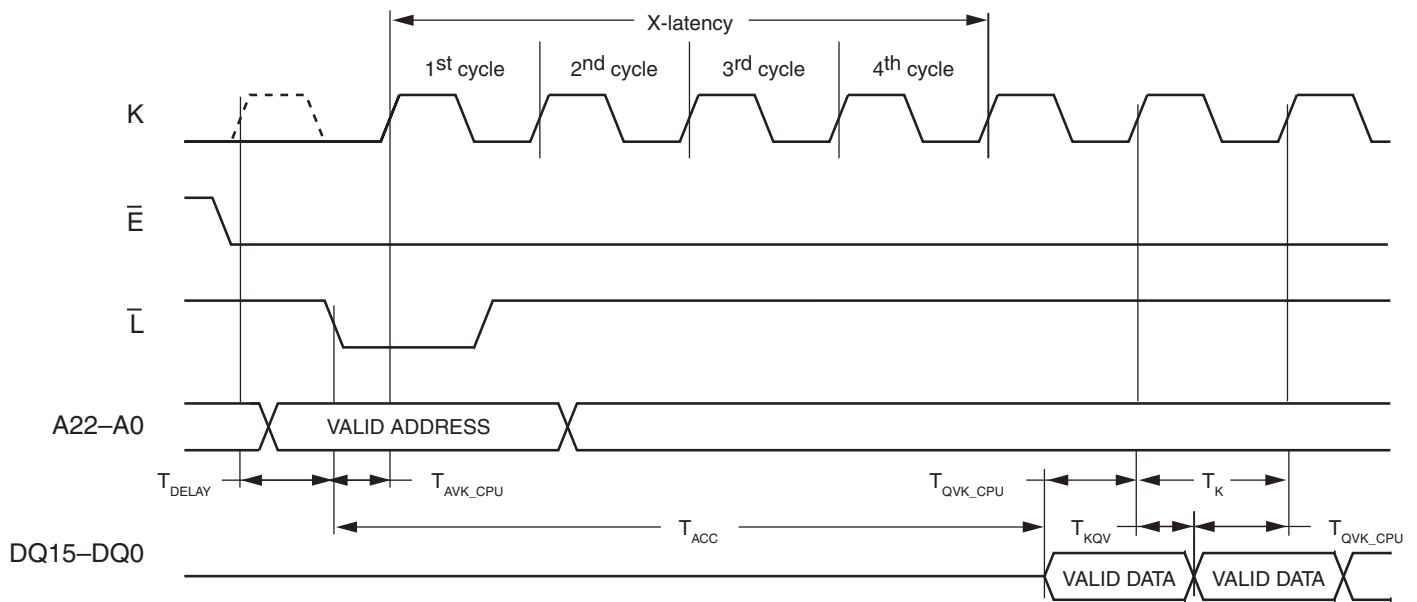 X-latency
1st cycle 2nd cycle 3rd cycle 4th cycle
K
E̅
L̅
A22–A0 VALID ADDRESS
TDELAY TAVK_CPU TQVK_CPU TK
TACC TKQV TQVK_CPU
DQ15–DQ0 VALID DATA VALID DATA